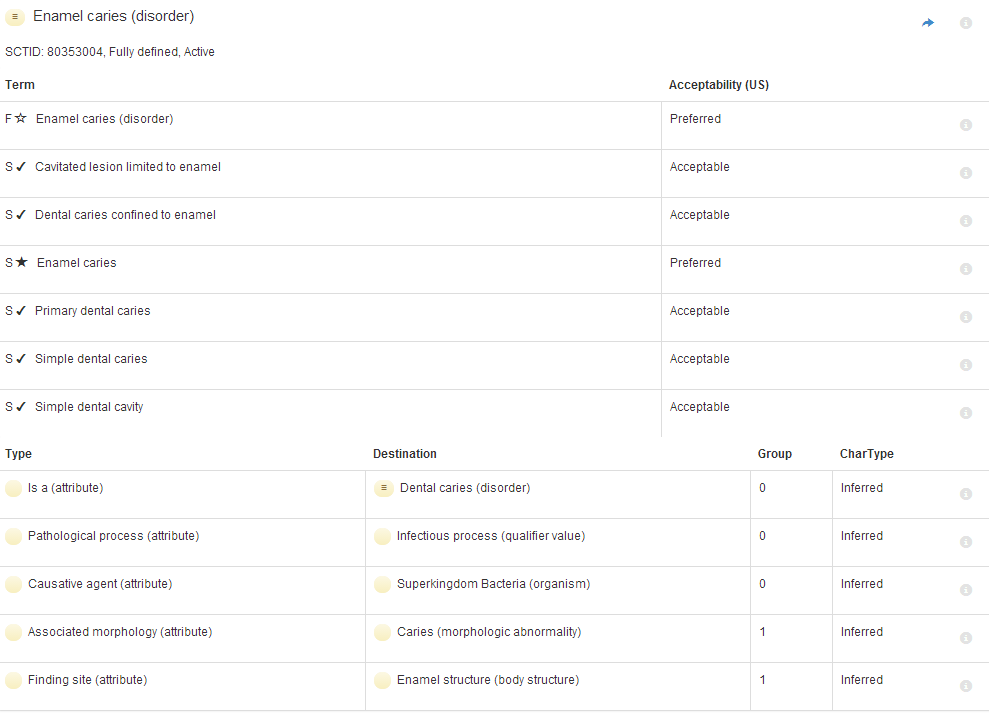 Enamel caries (disorder)
SCTID: 80353004, Fully defined, Active
Term Acceptability (US)
F☆ Enamel caries (disorder) Preferred
S✔ Cavitated lesion limited to enamel Acceptable
S✔ Dental caries confined to enamel Acceptable
S★ Enamel caries Preferred
S✔ Primary dental caries Acceptable
S✔ Simple dental caries Acceptable
S✔ Simple dental cavity Acceptable
Type Destination Group CharType
Is a (attribute) ≡ Dental caries (disorder) 0 Inferred
Pathological process (attribute) Infectious process (qualifier value) 0 Inferred
Causative agent (attribute) Superkingdom Bacteria (organism) 0 Inferred
Associated morphology (attribute) Caries (morphologic abnormality) 1 Inferred
Finding site (attribute) Enamel structure (body structure) 1 Inferred